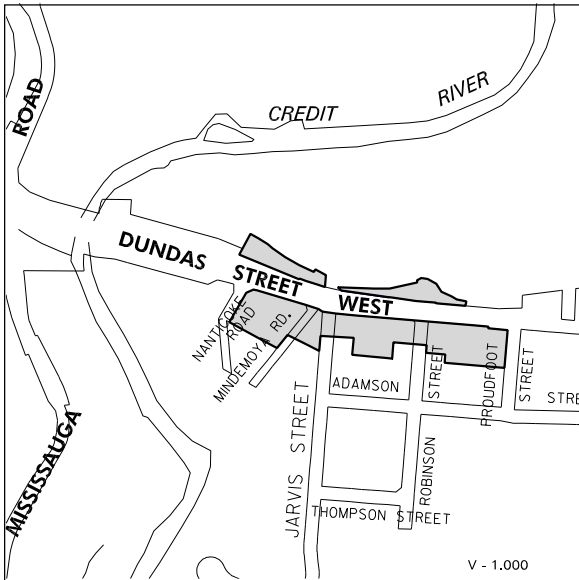 ROAD
CREDIT
RIVER
DUNDAS STREET WEST
NANTICOKE
ROAD
MINDEMOYA RD.
ADAMSON
STREET
PROUDFOOT
STREET
STRE
MISSISSAUGA
JARVIS STREET
ROBINSON
THOMPSON STREET
V - 1.000